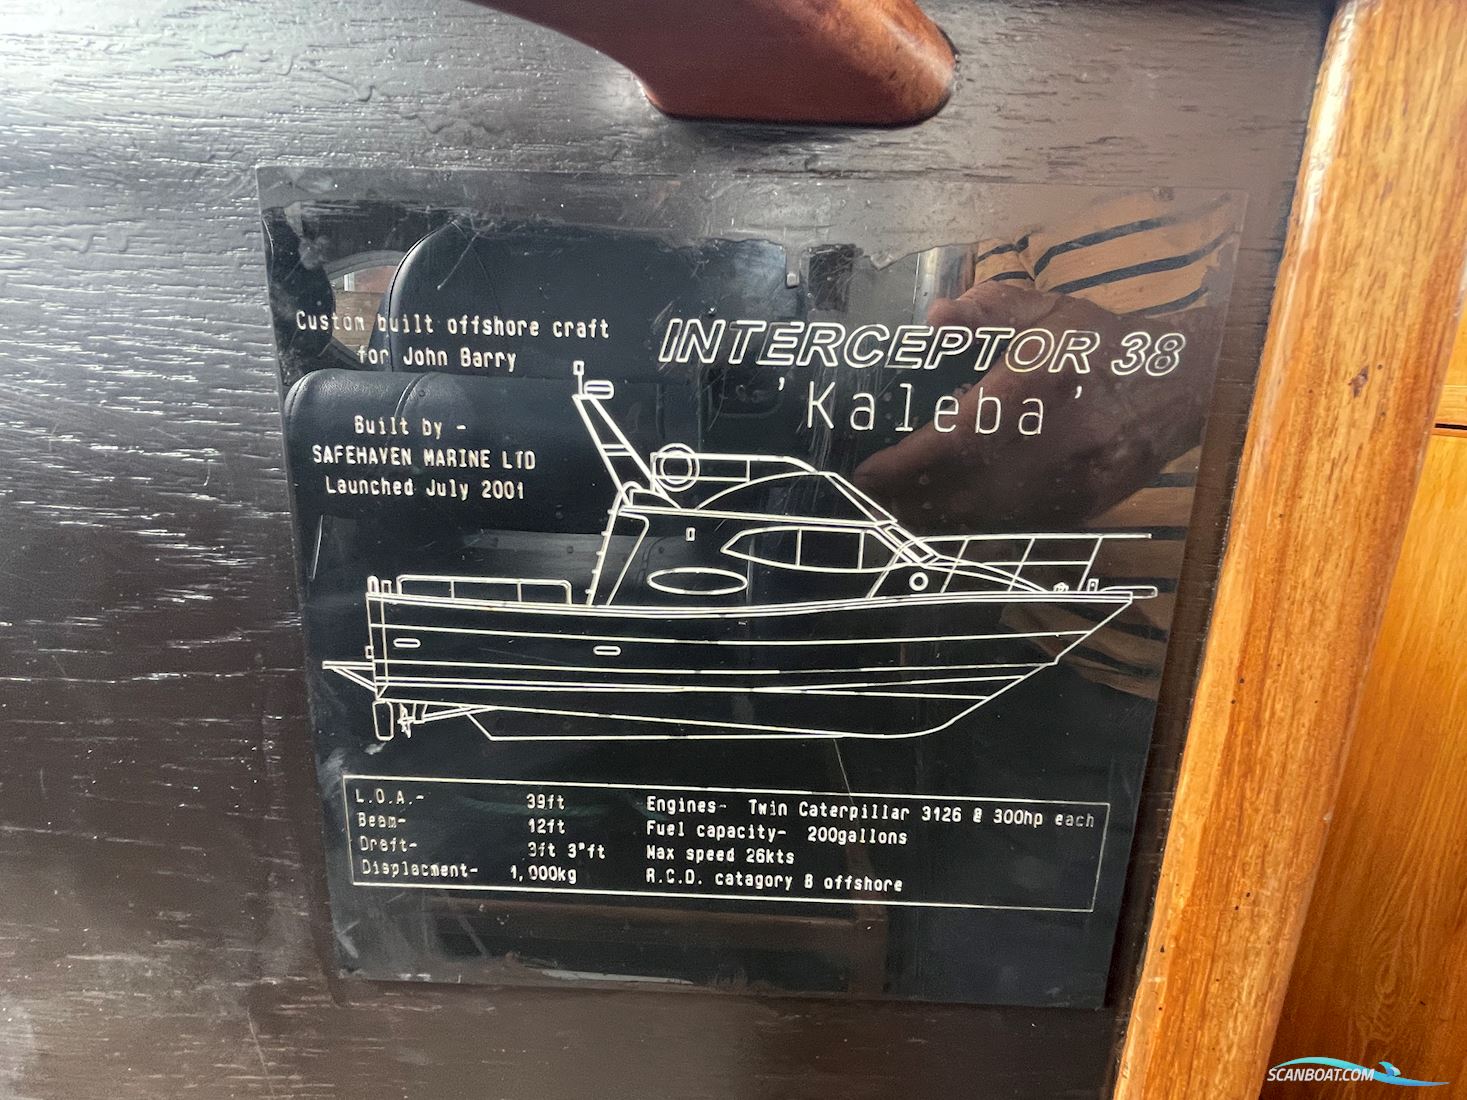 Custom built offshore craft
for John Barry
INTERCEPTOR 38
'Kaleba'
Built by -
SAFEHAVEN MARINE LTD
Launched July 2001
L.O.A.- 39ft
Beam- 12ft
Draft- 3ft 3"ft
Displacment- 1,000kg
Engines- Twin Caterpillar 3126 @ 300hp each
Fuel capacity- 200gallons
Max speed 26kts
R.C.D. catagory B offshore
SCANBOAT.COM